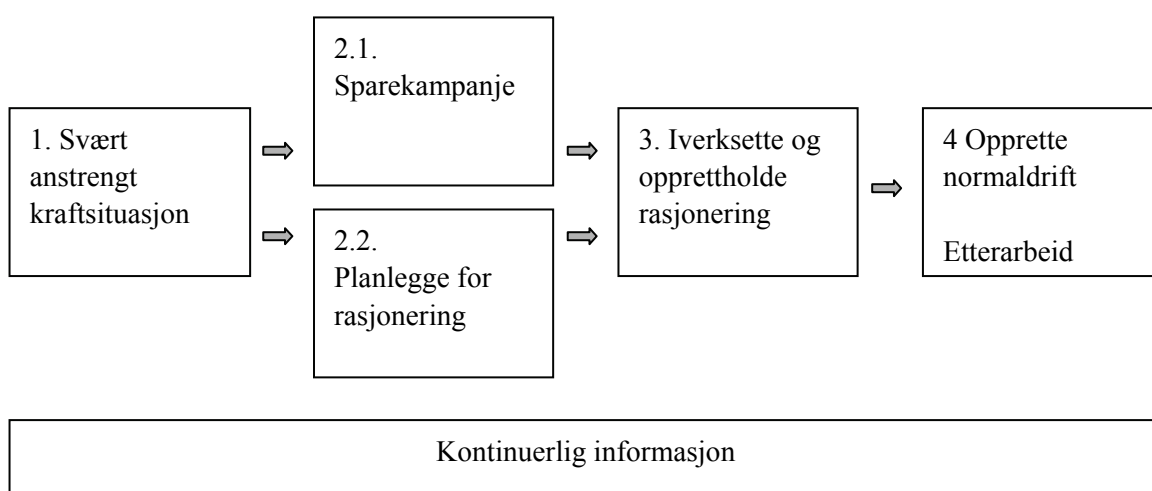 1. Svært
anstrengt
kraftsituasjon
2.1.
Sparekampanje
2.2.
Planlegge for
rasjonering
3. Iverksette og
opprettholde
rasjonering
4 Opprette
normaldrift
Etterarbeid
Kontinuerlig informasjon